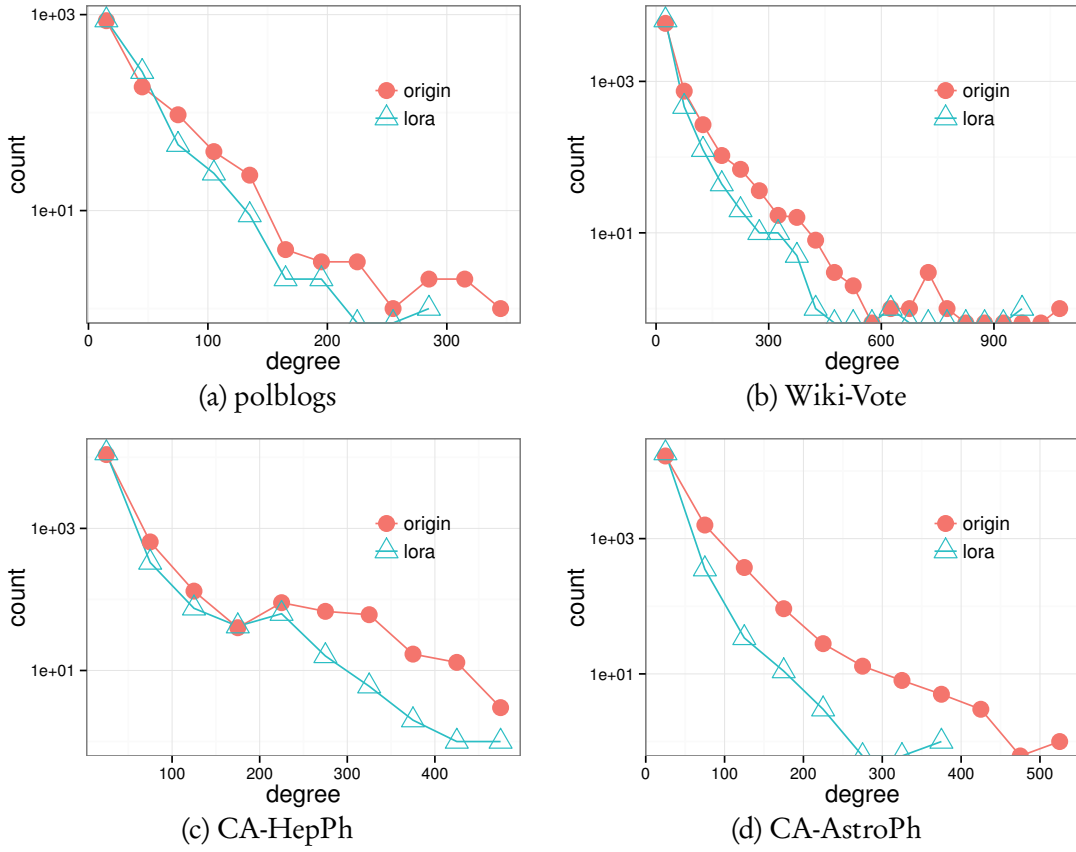 1e+03
1e+01
count
origin
lora
0
100
200
300
degree
(a) polblogs
1e+03
1e+01
count
origin
lora
0
300
600
900
degree
(b) Wiki-Vote
1e+03
1e+01
count
origin
lora
100
200
300
400
degree
(c) CA-HepPh
1e+03
1e+01
count
origin
lora
0
100
200
300
400
500
degree
(d) CA-AstroPh